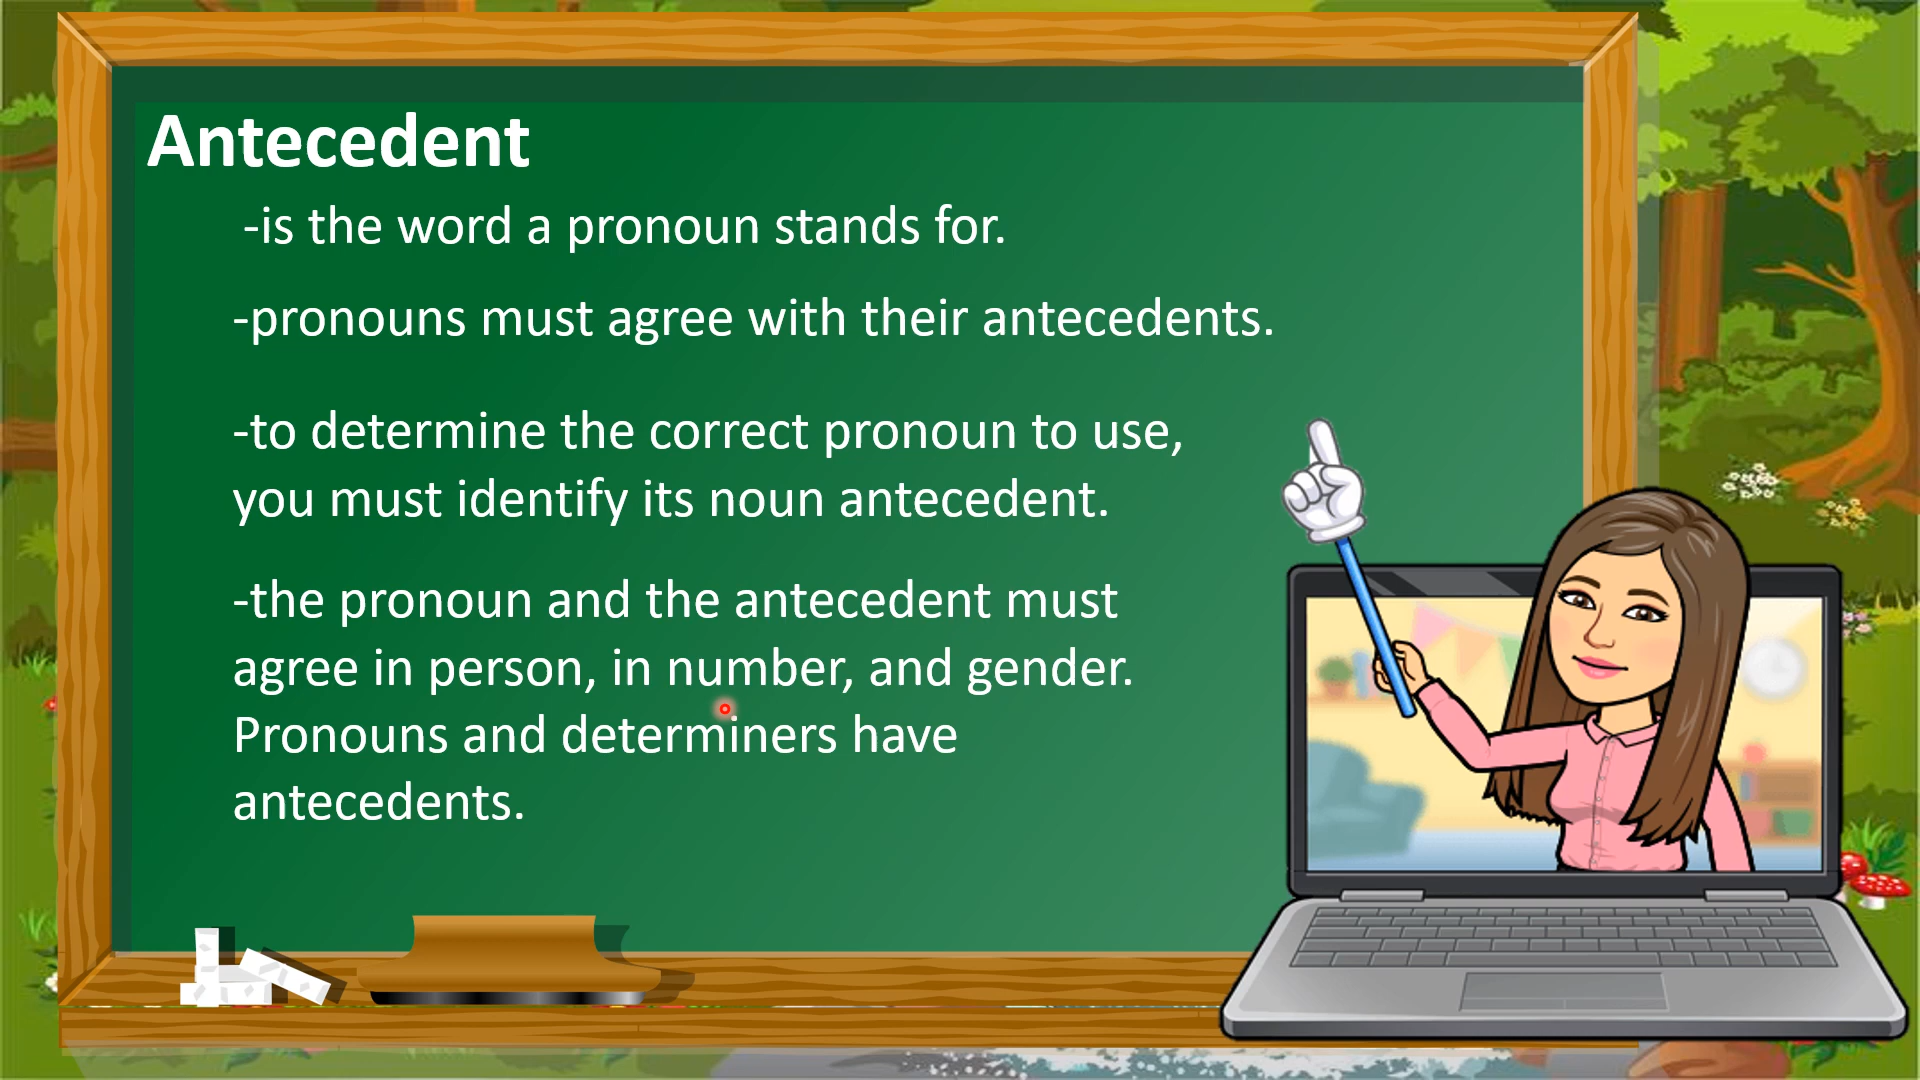 Antecedent
-is the word a pronoun stands for.
-pronouns must agree with their antecedents.
-to determine the correct pronoun to use,
you must identify its noun antecedent.
-the pronoun and the antecedent must
agree in person, in number, and gender.
Pronouns and determiners have
antecedents.